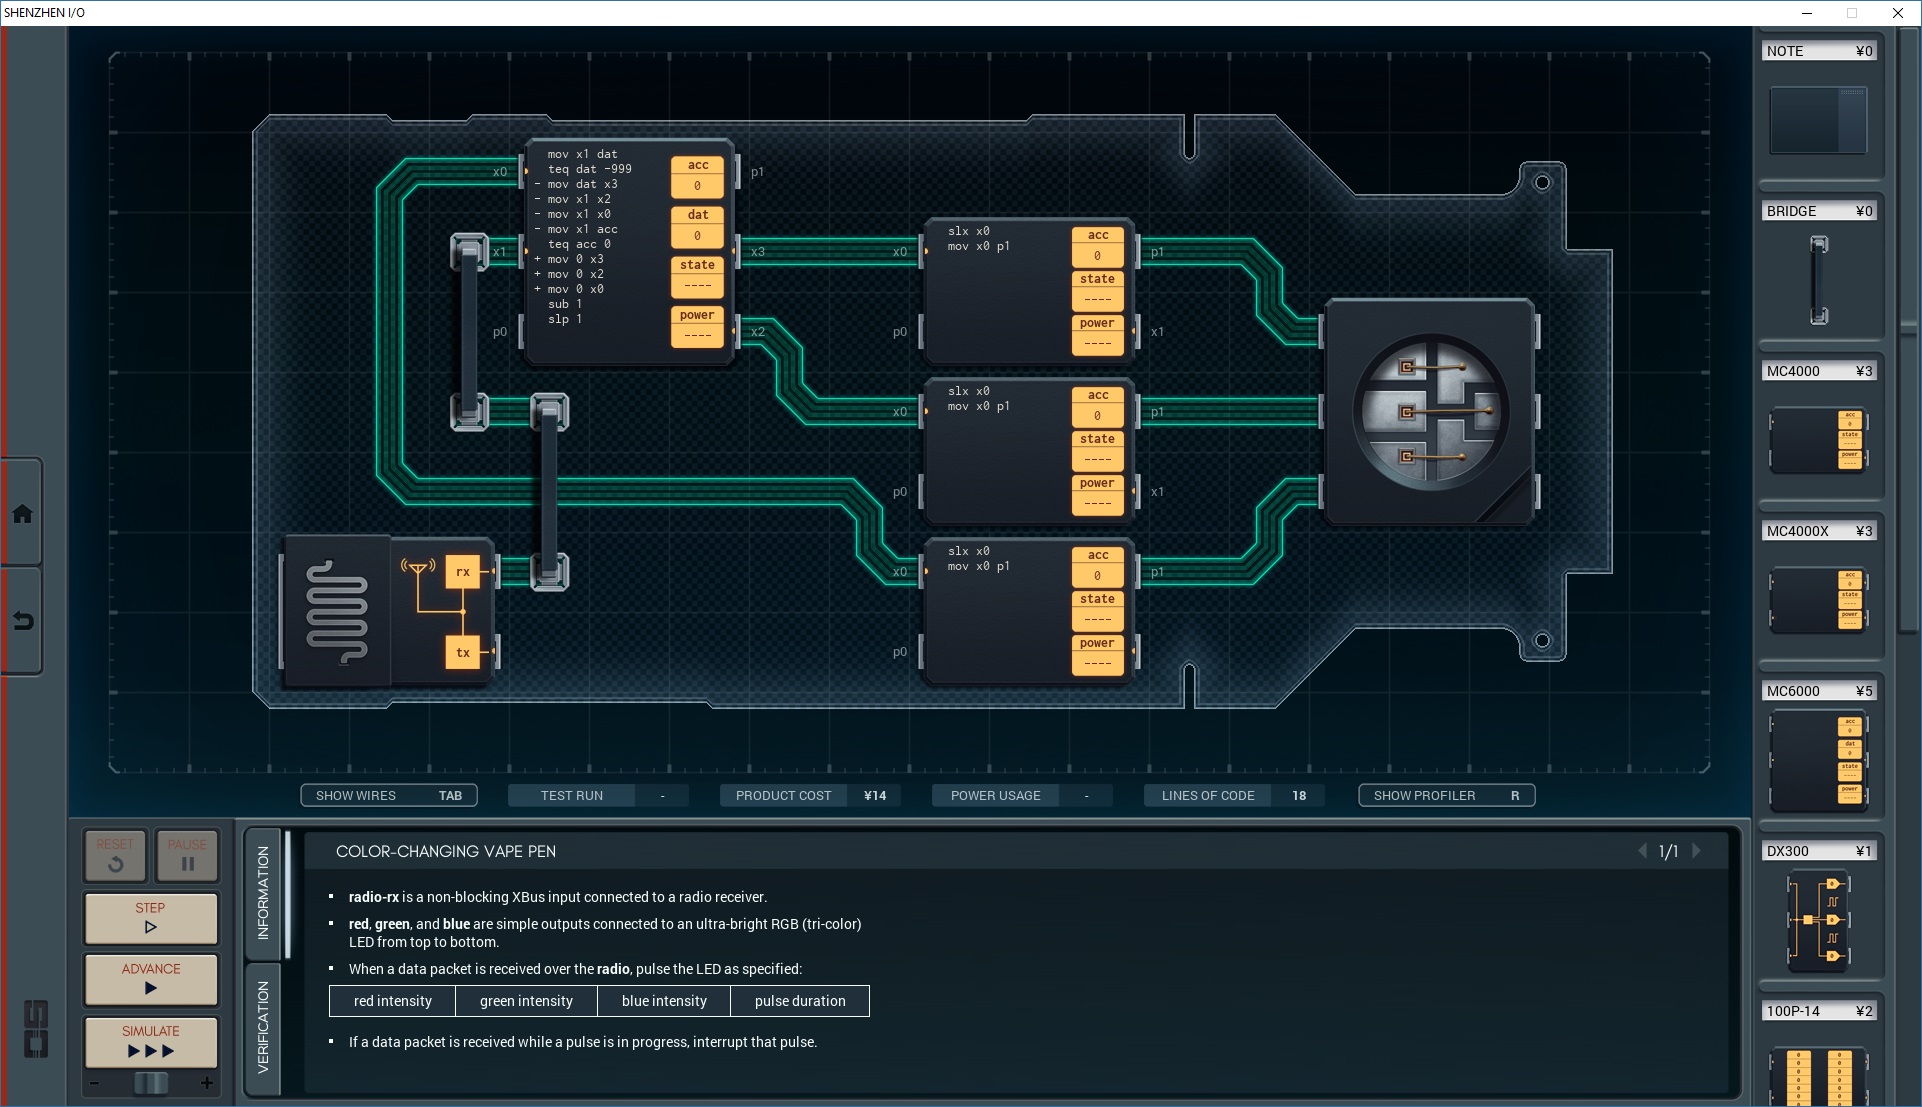 SHENZHEN I/O
NOTE ¥0
BRIDGE ¥0
MC4000 ¥3
MC4000X ¥3
MC6000 ¥5
DX300 ¥1
100P-14 ¥2
x0
x1
p0
p1
x3
x2
mov x1 dat
teq dat -999
- mov dat x3
- mov x1 x2
- mov x1 x0
- mov x1 acc
teq acc 0
+ mov 0 x3
+ mov 0 x2
+ mov 0 x0
sub 1
slp 1
acc
0
dat
0
state
----
power
----
x0
p0
p1
x1
slx x0
mov x0 p1
acc
0
state
----
power
----
x0
p0
p1
x1
slx x0
mov x0 p1
acc
0
state
----
power
----
x0
p0
p1
slx x0
mov x0 p1
acc
0
state
----
power
----
rx
tx
SHOW WIRES TAB
TEST RUN -
PRODUCT COST ¥14
POWER USAGE -
LINES OF CODE 18
SHOW PROFILER R
RESET
PAUSE
STEP
ADVANCE
SIMULATE
- +
INFORMATION
VERIFICATION
COLOR-CHANGING VAPE PEN
1/1
▪ radio-rx is a non-blocking XBus input connected to a radio receiver.
▪ red, green, and blue are simple outputs connected to an ultra-bright RGB (tri-color)
LED from top to bottom.
▪ When a data packet is received over the radio, pulse the LED as specified:
red intensity green intensity blue intensity pulse duration
▪ If a data packet is received while a pulse is in progress, interrupt that pulse.